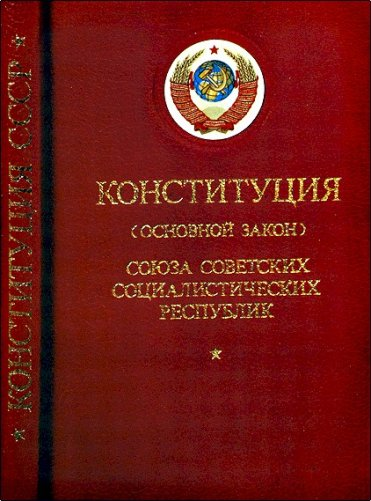 КОНСТИТУЦИЯ СССР
КОНСТИТУЦИЯ
(ОСНОВНОЙ ЗАКОН)
СОЮЗА СОВЕТСКИХ
СОЦИАЛИСТИЧЕСКИХ
РЕСПУБЛИК